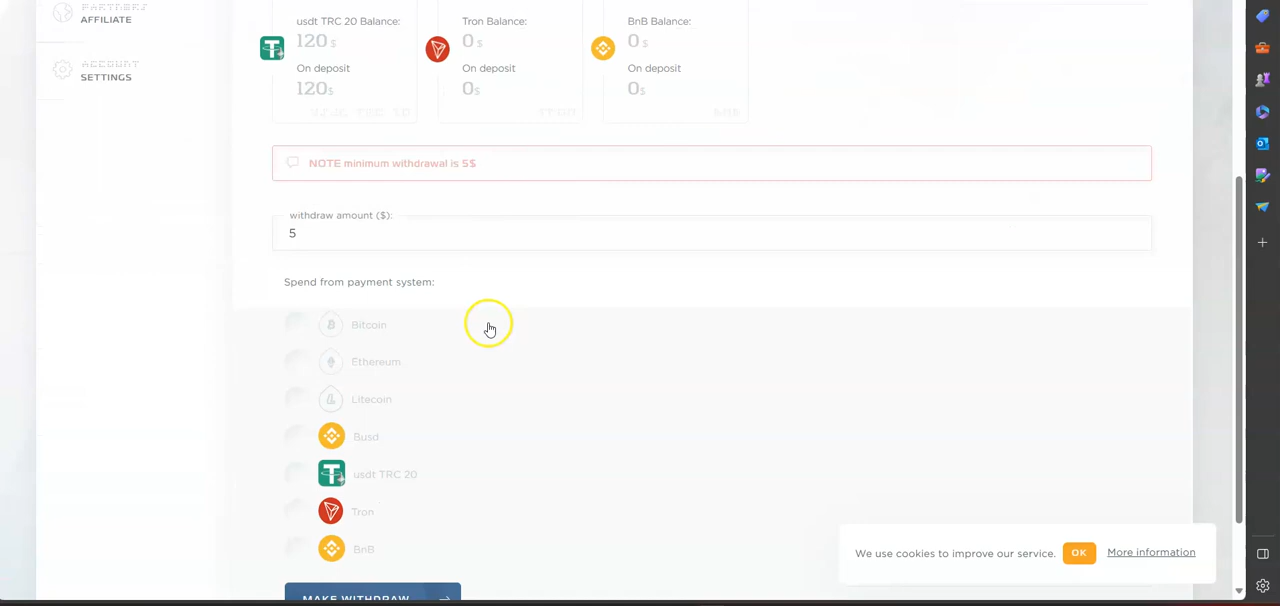 PARTNERS
AFFILIATE
ACCOUNT
SETTINGS
usdt TRC 20 Balance:
120 $
On deposit
120$
Tron Balance:
0 $
On deposit
0$
BnB Balance:
0 $
On deposit
0$
NOTE minimum withdrawal is 5$
withdraw amount ($):
5
Spend from payment system:
Bitcoin
Ethereum
Litecoin
Busd
usdt TRC 20
Tron
BnB
MAKE WITHDRAW
We use cookies to improve our service.
OK
More information